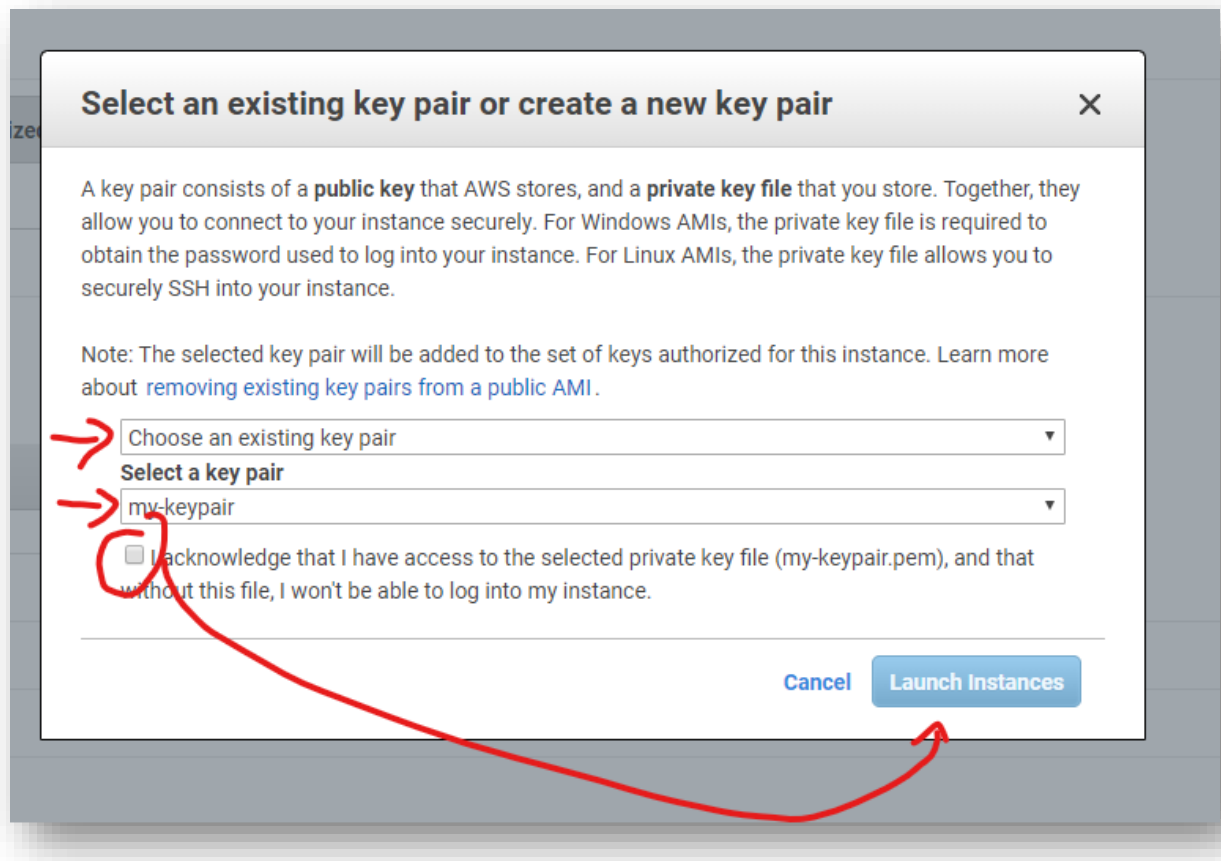 Select an existing key pair or create a new key pair
A key pair consists of a public key that AWS stores, and a private key file that you store. Together, they
allow you to connect to your instance securely. For Windows AMIs, the private key file is required to
obtain the password used to log into your instance. For Linux AMIs, the private key file allows you to
securely SSH into your instance.
Note: The selected key pair will be added to the set of keys authorized for this instance. Learn more
about removing existing key pairs from a public AMI.
Choose an existing key pair
Select a key pair
my-keypair
I acknowledge that I have access to the selected private key file (my-keypair.pem), and that
without this file, I won't be able to log into my instance.
Cancel Launch Instances